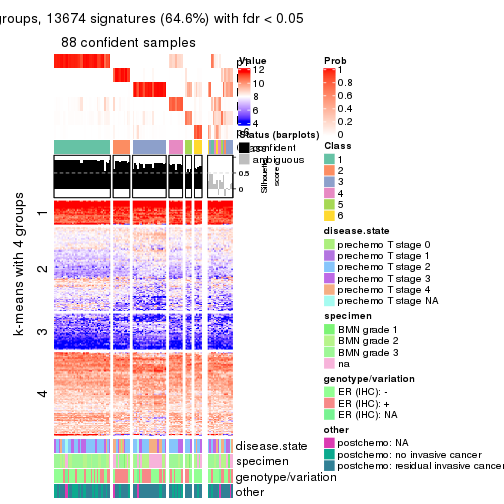 groups, 13674 signatures (64.6%) with fdr < 0.05
88 confident samples
Value
12
10
8
6
4
Prob
1
0.8
0.6
0.4
0.2
0
Status (barplots)
confident
ambiguous
Class
1
2
3
4
5
6
0.5
0
Silhouette
score
k-means with 4 groups
1
2
3
4
disease.state
prechemo T stage 0
prechemo T stage 1
prechemo T stage 2
prechemo T stage 3
prechemo T stage 4
prechemo T stage NA
specimen
BMN grade 1
BMN grade 2
BMN grade 3
na
genotype/variation
ER (IHC): -
ER (IHC): +
ER (IHC): NA
other
postchemo: NA
postchemo: no invasive cancer
postchemo: residual invasive cancer
disease.state
specimen
genotype/variation
other